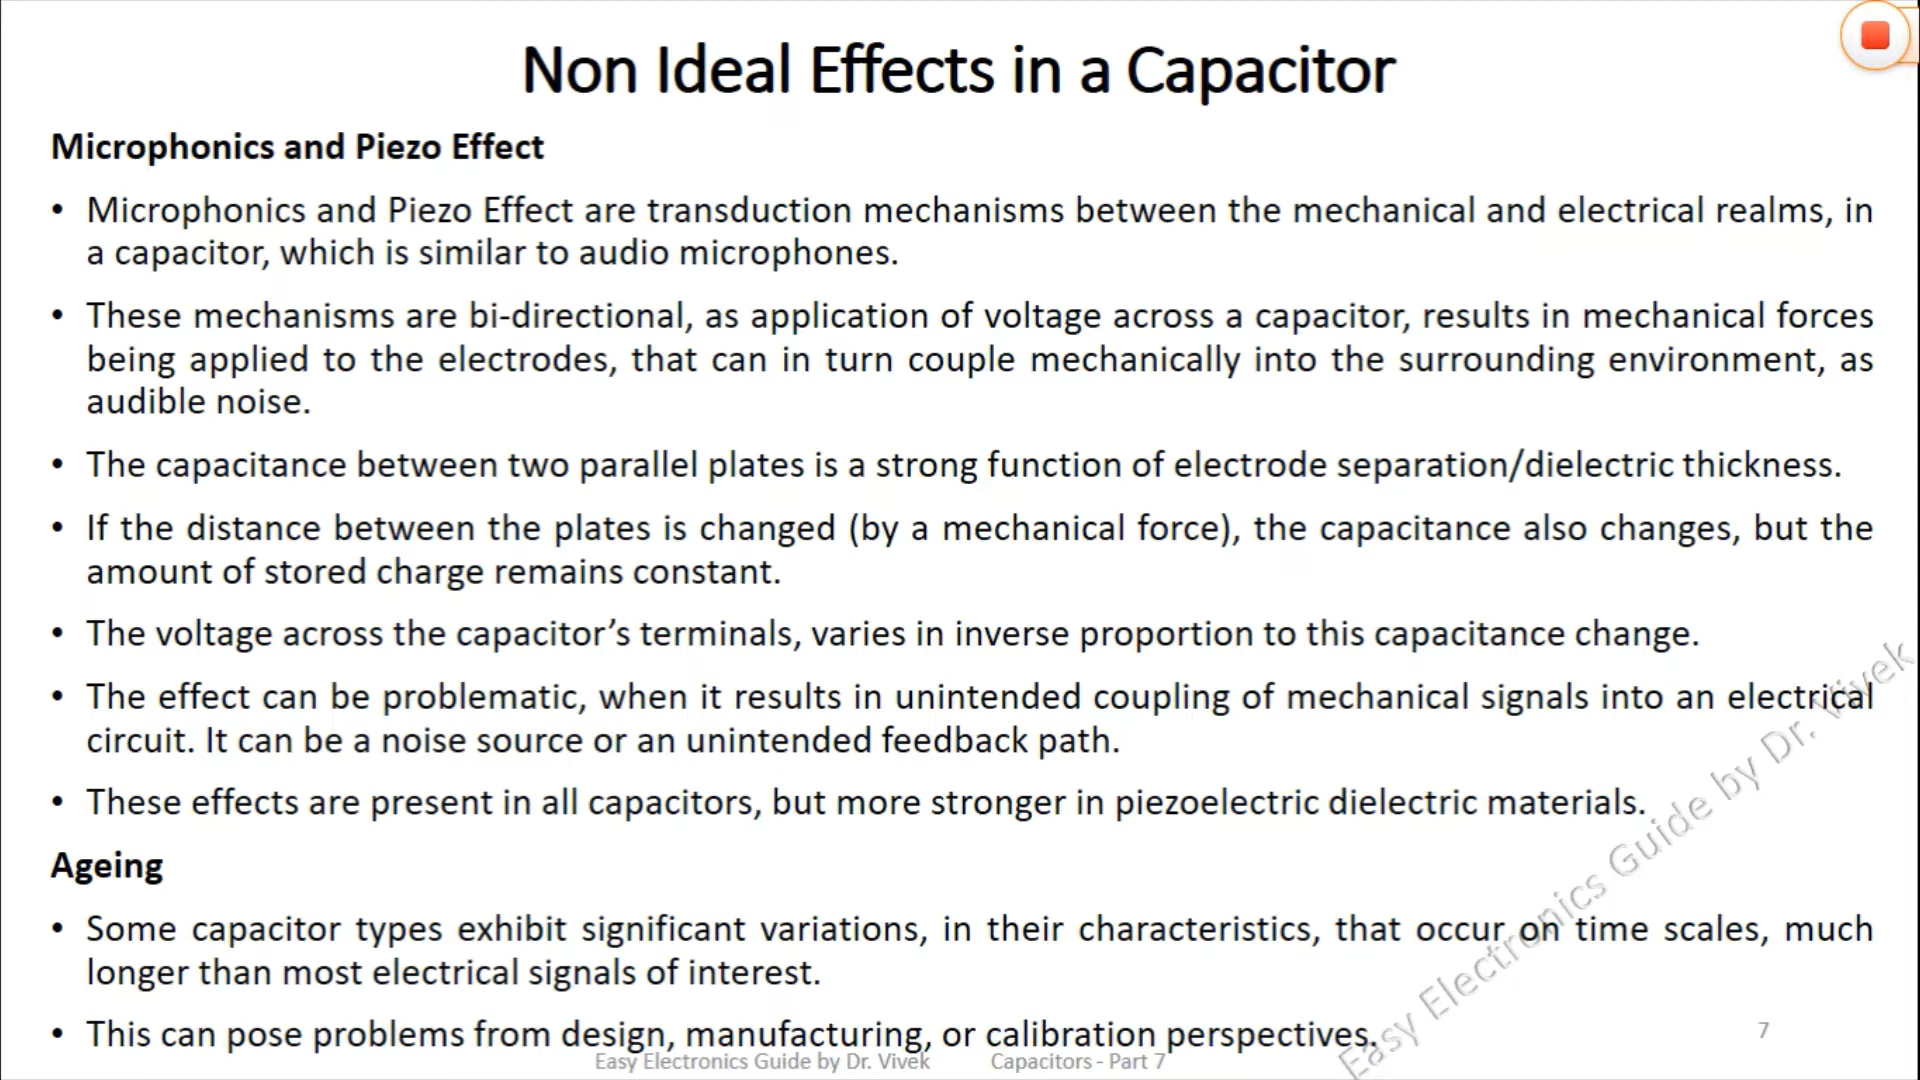 Non Ideal Effects in a Capacitor
Microphonics and Piezo Effect
• Microphonics and Piezo Effect are transduction mechanisms between the mechanical and electrical realms, in
a capacitor, which is similar to audio microphones.
• These mechanisms are bi-directional, as application of voltage across a capacitor, results in mechanical forces
being applied to the electrodes, that can in turn couple mechanically into the surrounding environment, as
audible noise.
• The capacitance between two parallel plates is a strong function of electrode separation/dielectric thickness.
• If the distance between the plates is changed (by a mechanical force), the capacitance also changes, but the
amount of stored charge remains constant.
• The voltage across the capacitor’s terminals, varies in inverse proportion to this capacitance change.
• The effect can be problematic, when it results in unintended coupling of mechanical signals into an electrical
circuit. It can be a noise source or an unintended feedback path.
• These effects are present in all capacitors, but more stronger in piezoelectric dielectric materials.
Ageing
• Some capacitor types exhibit significant variations, in their characteristics, that occur on time scales, much
longer than most electrical signals of interest.
• This can pose problems from design, manufacturing, or calibration perspectives.
Easy Electronics Guide by Dr. Vivek
Easy Electronics Guide by Dr. Vivek Capacitors - Part 7
7